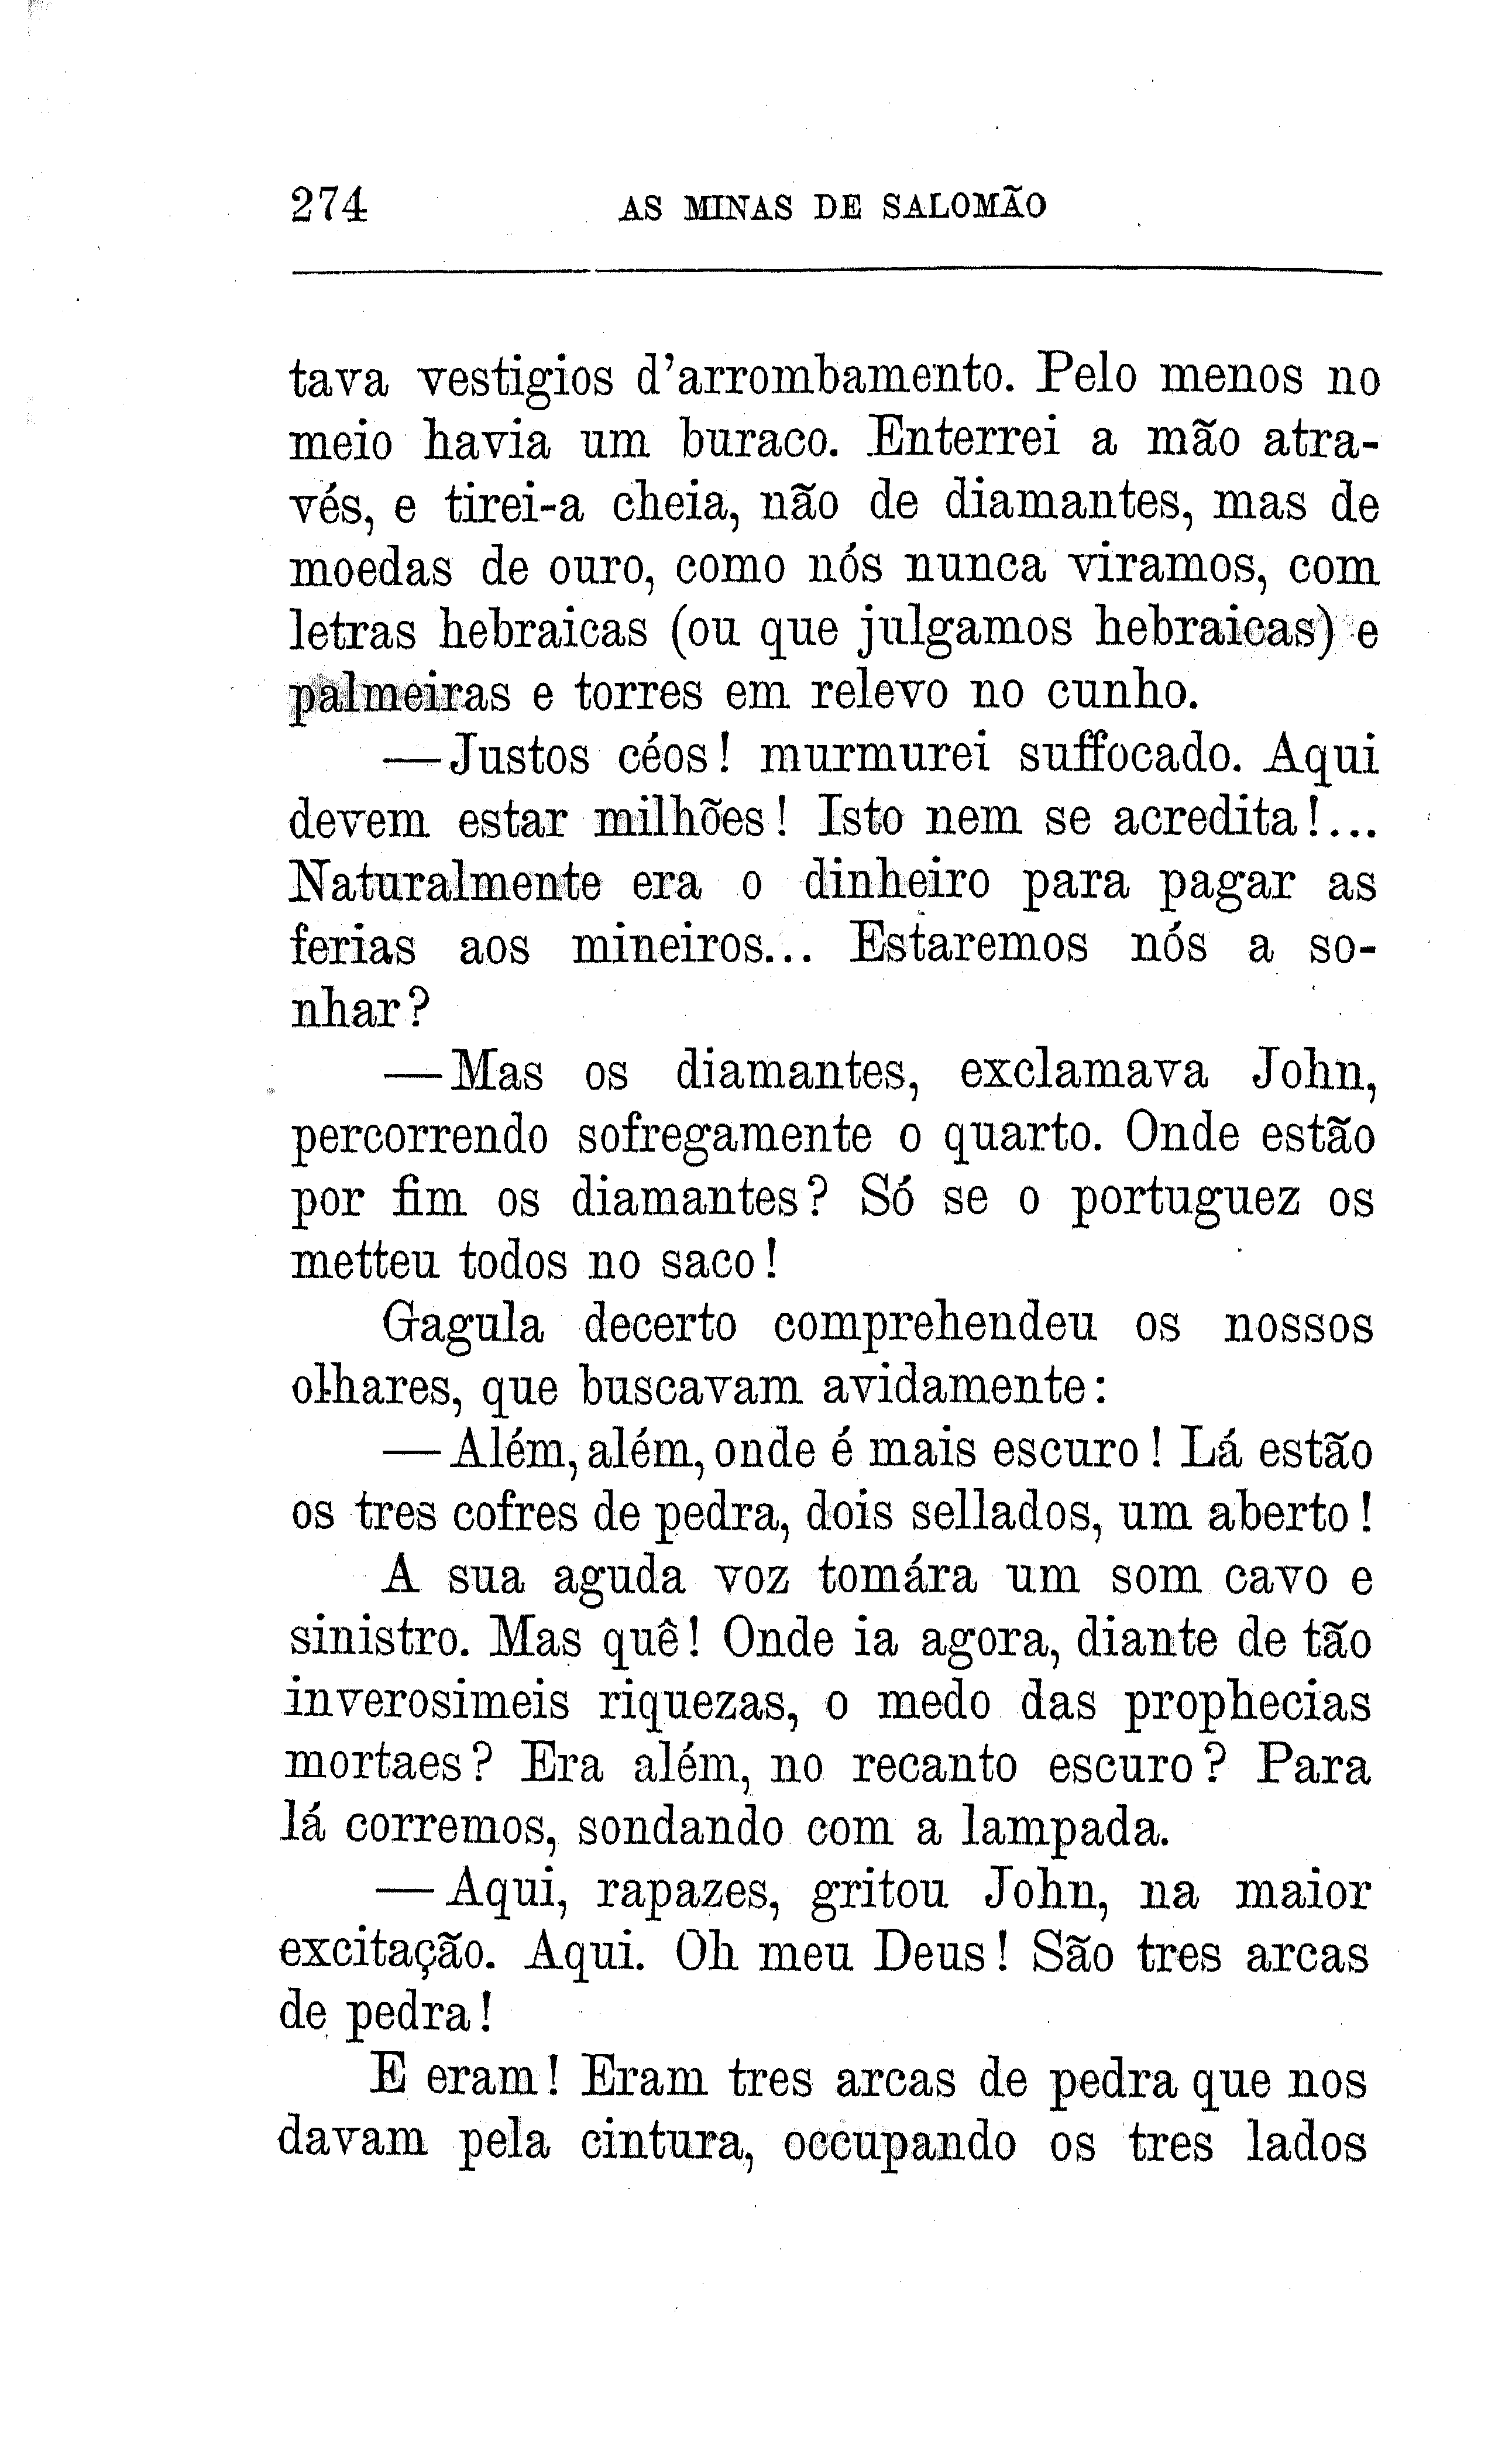 274 AS MINAS DE SALOMÃO
tava vestigios d'arrombamento. Pelo menos no
meio havia um buraco. Enterrei a mão atra-
vés, e tirei-a cheia, não de diamantes, mas de
moedas de ouro, como nós nunca viramos, com
letras hebraicas (ou que julgamos hebraicas) e
palmeiras e torres em relevo no cunho.
—Justos céos! murmurei suffocado. Aqui
devem estar milhões! Isto nem se acredita!...
Naturalmente era o dinheiro para pagar as
ferias aos mineiros... Estaremos nós a so-
nhar?
—Mas os diamantes, exclamava John,
percorrendo sofregamente o quarto. Onde estão
por fim os diamantes? Só se o portuguez os
metteu todos no saco!
Gagula decerto comprehendeu os nossos
olhares, que buscavam avidamente:
—Além, além, onde é mais escuro! Lá estão
os tres cofres de pedra, dois sellados, um aberto!
A sua aguda voz tomára um som cavo e
sinistro. Mas quê! Onde ia agora, diante de tão
inverosimeis riquezas, o medo das prophecias
mortaes? Era além, no recanto escuro? Para
lá corremos, sondando com a lampada.
—Aqui, rapazes, gritou John, na maior
excitação. Aqui. Oh meu Deus! São tres arcas
de pedra!
E eram! Eram tres arcas de pedra que nos
davam pela cintura, occupando os tres lados